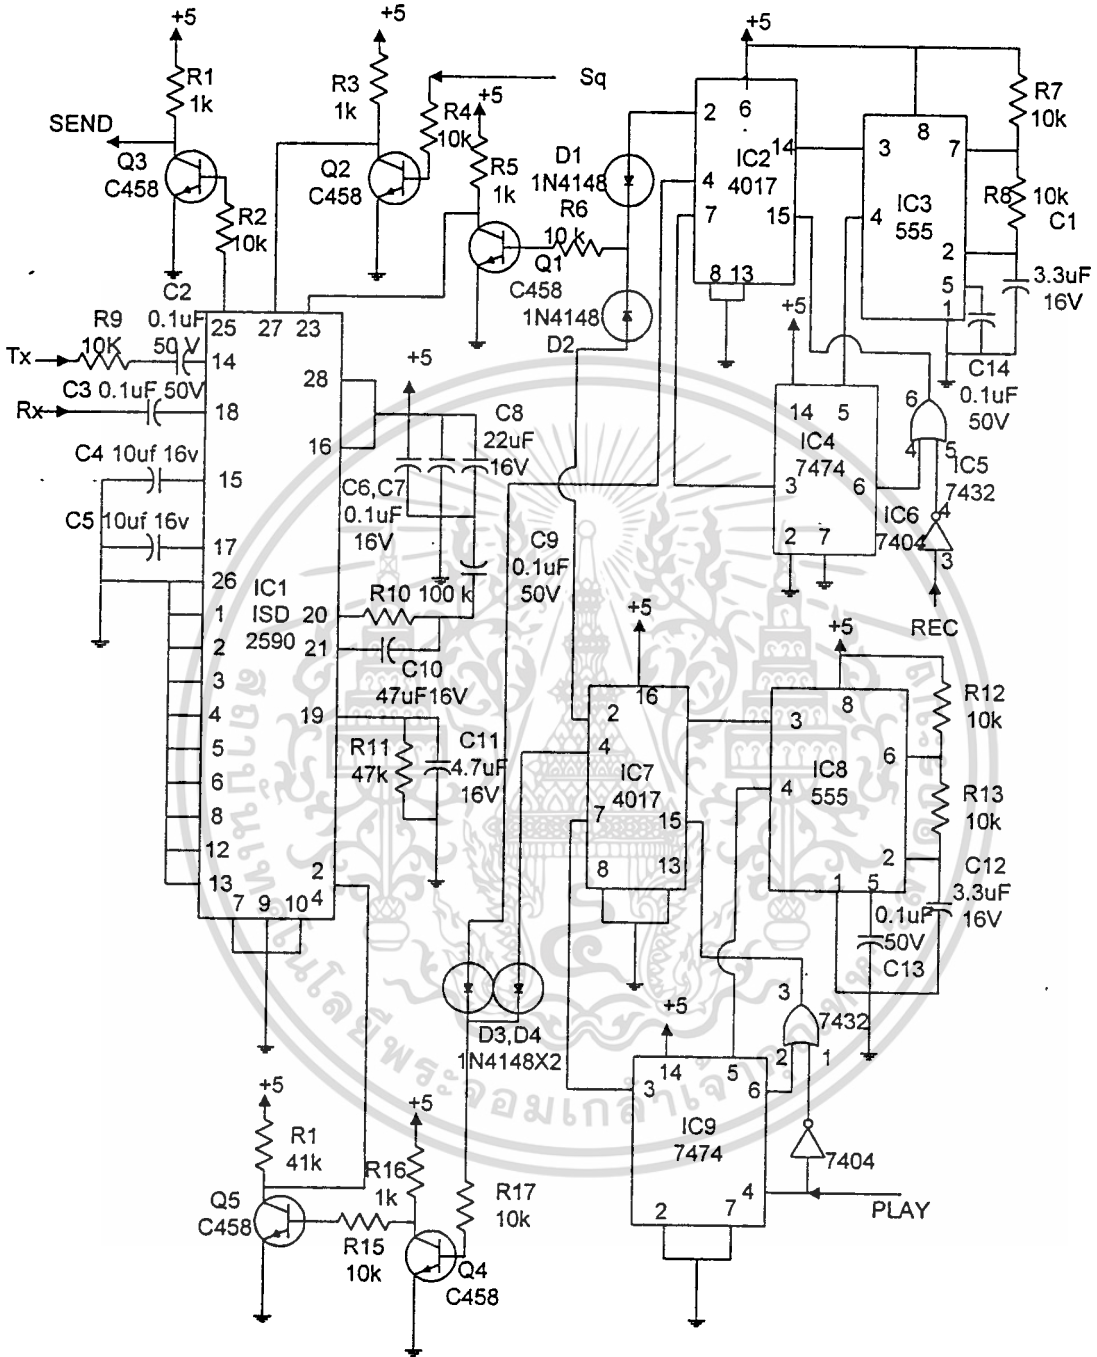 +5
R1
1k
SEND
Q3
C458
R2
10k
+5
R3
1k
Q2
C458
Sq
R4
10k
+5
R5
1k
R6
10 k
Q1
C458
D1
1N4148
1N4148
D2
+5
2
6
4
7
IC2
4017
14
15
8
13
3
8
7
4
IC3
555
2
5
1
R7
10k
R8
10k
C1
3.3uF
16V
C14
0.1uF
50V
+5
14
5
IC4
7474
3
6
2
7
6
4
5
IC5
7432
IC6
7404
4
3
REC
C2
0.1uF
50 V
R9
10K
Tx
C3 0.1uF 50V
Rx
C4 10uf 16v
C5 10uf 16v
25
27
23
14
18
15
17
26
1
2
3
4
5
6
8
12
13
7
9
10
28
16
20
21
19
2
4
IC1
ISD
2590
+5
C8
22uF
16V
C6,C7
0.1uF
16V
C9
0.1uF
50V
R10 100 k
C10
47uF16V
R11
47k
C11
4.7uF
16V
+5
16
2
4
IC7
4017
7
15
8
13
+5
8
3
6
IC8
555
4
2
1
5
R12
10k
R13
10k
C12
3.3uF
16V
0.1uF
50V
C13
D3,D4
1N4148X2
+5
14
5
3
6
IC9
7474
4
2
7
3
7432
2
1
7404
PLAY
+5
R1
41k
Q5
C458
R15
10k
+5
R16
1k
R17
10k
Q4
C458